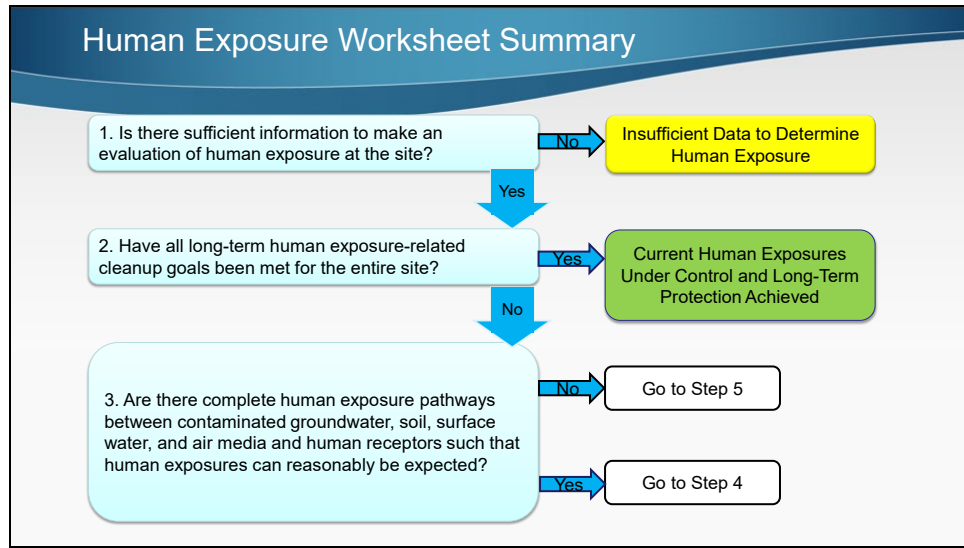 Human Exposure Worksheet Summary
1. Is there sufficient information to make an
evaluation of human exposure at the site?
No
Insufficient Data to Determine
Human Exposure
Yes
2. Have all long-term human exposure-related
cleanup goals been met for the entire site?
Yes
Current Human Exposures
Under Control and Long-Term
Protection Achieved
No
3. Are there complete human exposure pathways
between contaminated groundwater, soil, surface
water, and air media and human receptors such that
human exposures can reasonably be expected?
No
Go to Step 5
Yes
Go to Step 4